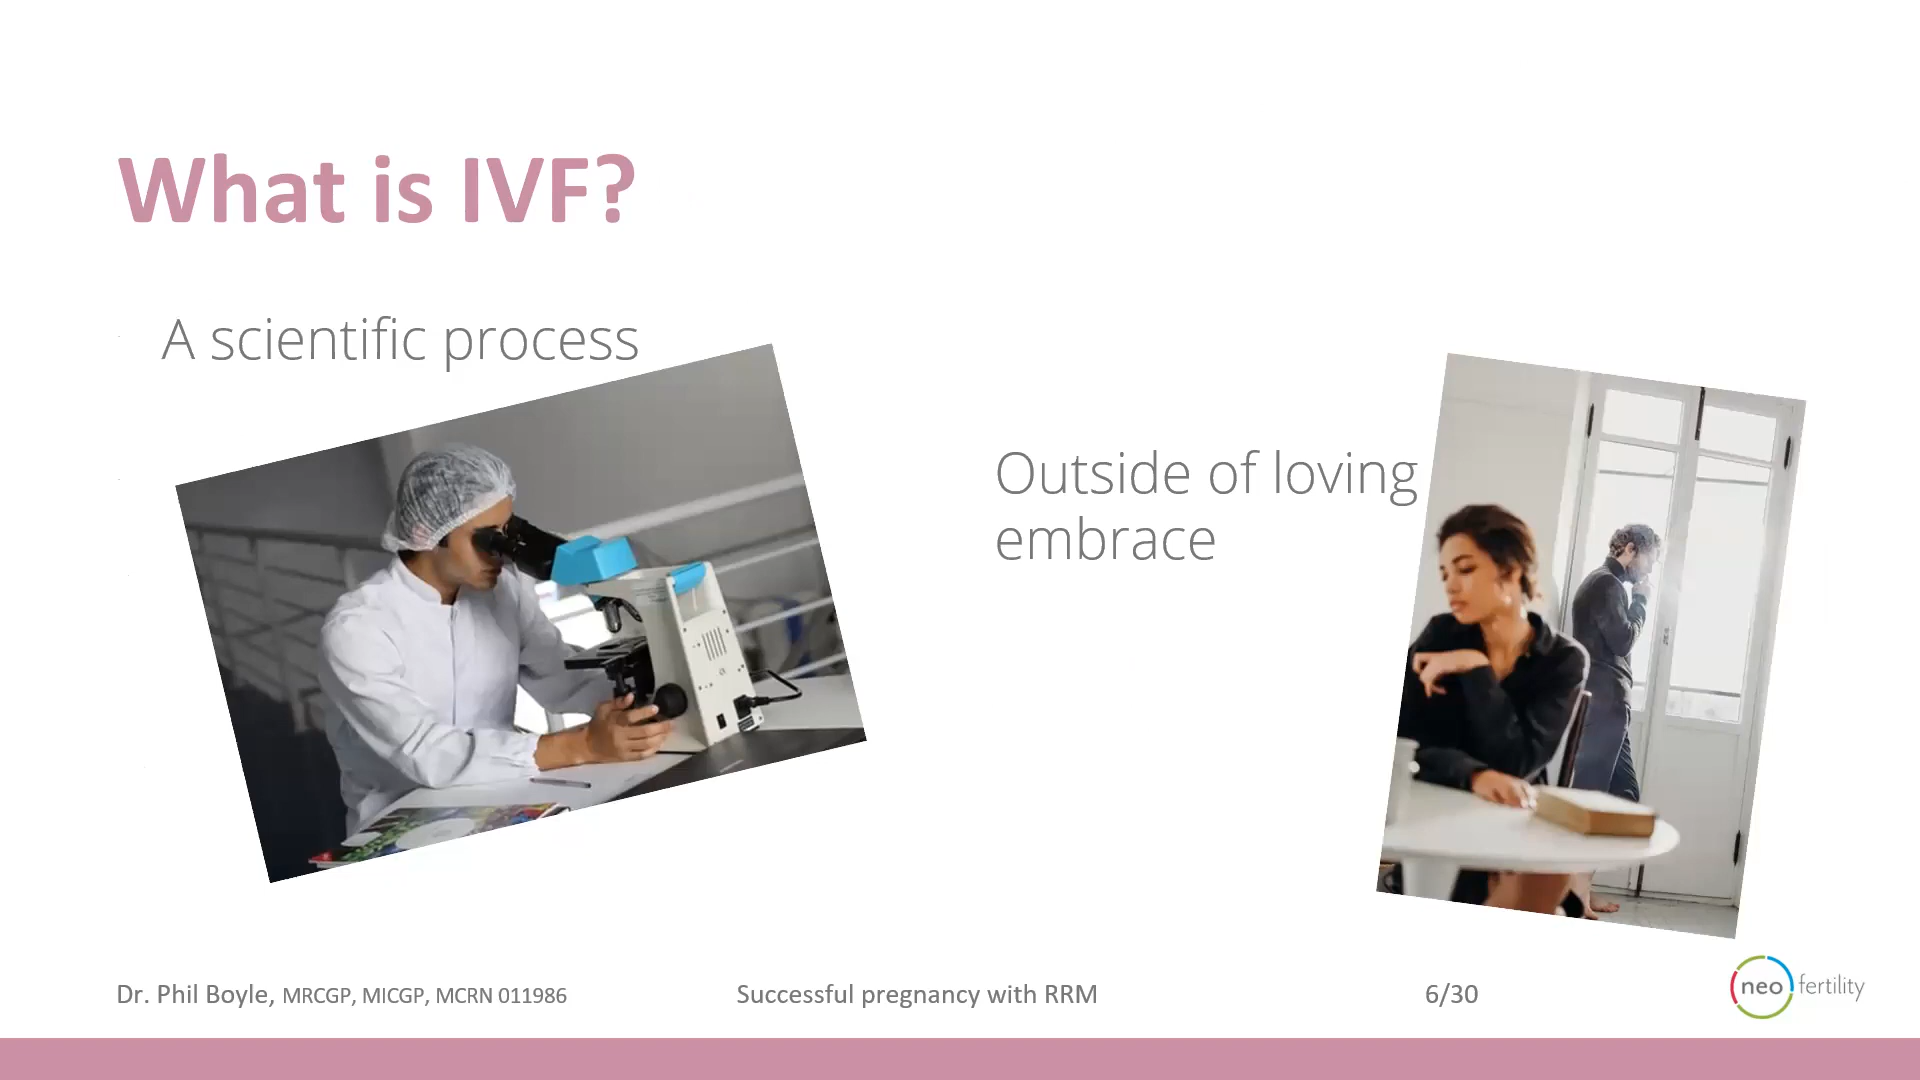 What is IVF?
A scientific process
Outside of loving
embrace
Dr. Phil Boyle, MRCGP, MICGP, MCRN 011986
Successful pregnancy with RRM
6/30
neo fertility